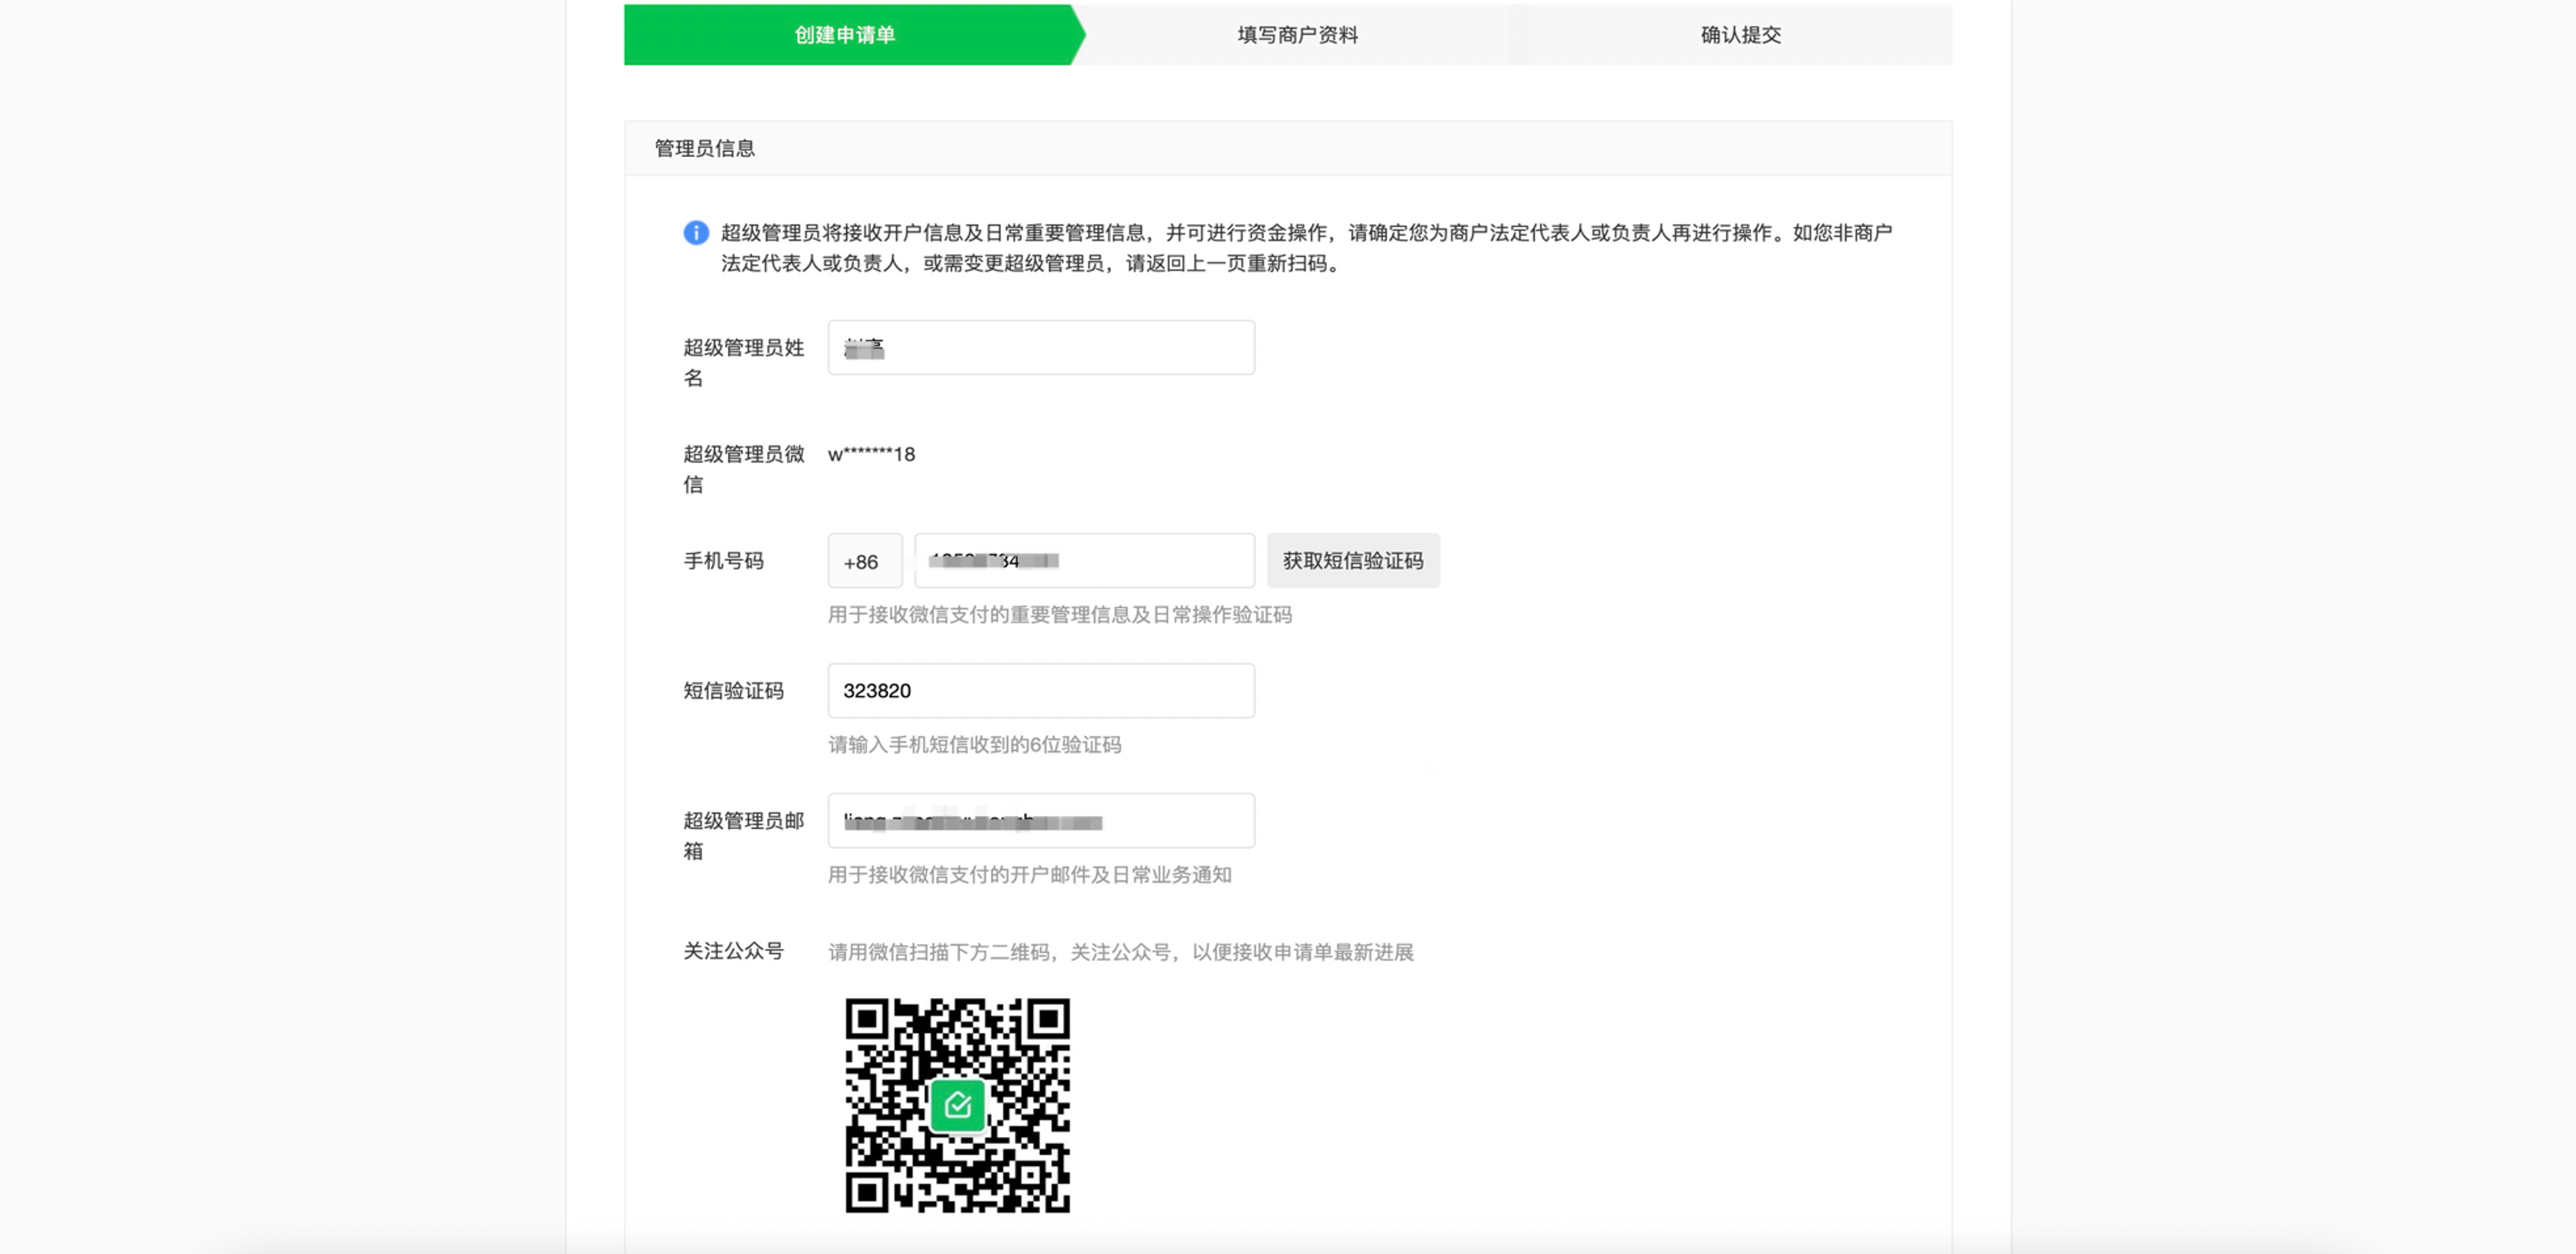 创建申请单
填写商户资料
确认提交
管理员信息
超级管理员将接收开户信息及日常重要管理信息，并可进行资金操作，请确定您为商户法定代表人或负责人再进行操作。如您非商户
法定代表人或负责人，或需变更超级管理员，请返回上一页重新扫码。
超级管理员姓
名
超级管理员微
信
w*******18
手机号码
+86
获取短信验证码
用于接收微信支付的重要管理信息及日常操作验证码
短信验证码
323820
请输入手机短信收到的6位验证码
超级管理员邮
箱
用于接收微信支付的开户邮件及日常业务通知
关注公众号
请用微信扫描下方二维码，关注公众号，以便接收申请单最新进展